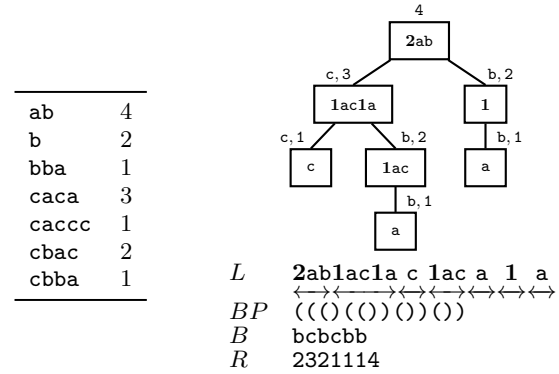 4
2ab
c, 3
b, 2
1ac1a
1
c, 1
b, 2
b, 1
c
1ac
a
b, 1
a
ab 4
b 2
bba 1
caca 3
caccc 1
cbac 2
cbba 1
L 2ab1ac1a c 1ac a 1 a
BP ((()(())())())
B bcbcbb
R 2321114